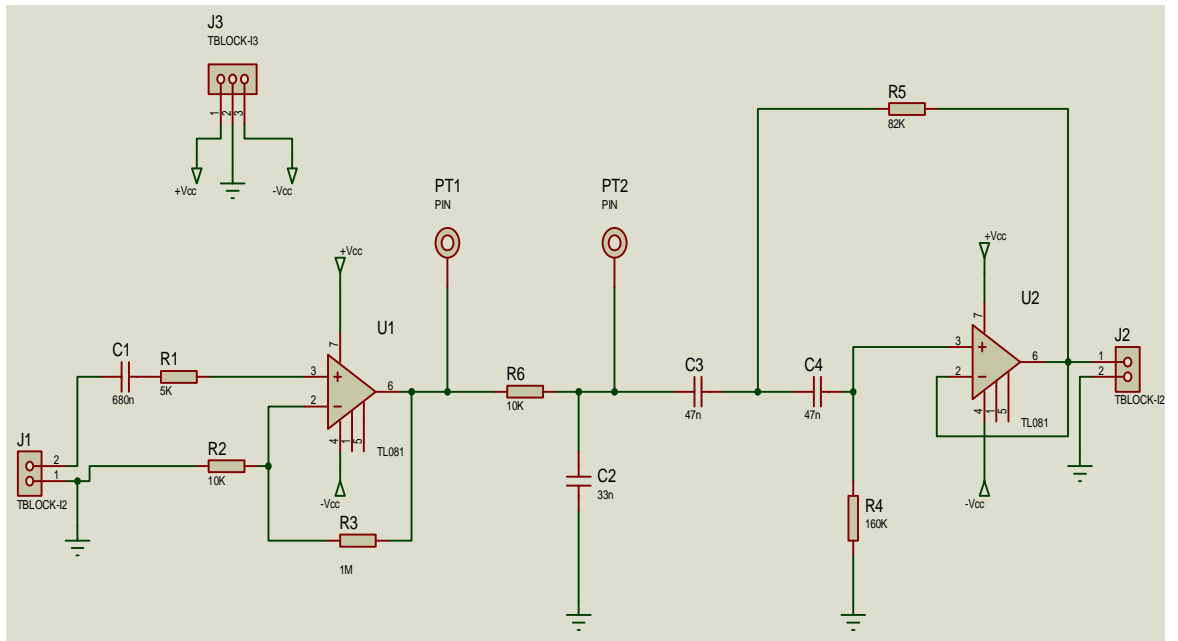 J3
TBLOCK-I3
1 2 3
+Vcc
-Vcc
R5
82K
PT1
PIN
PT2
PIN
+Vcc
7
U1
C1
680n
R1
5K
3
+
2
−
6
4
1
5
TL081
-Vcc
J1
2
1
TBLOCK-I2
R2
10K
R3
1M
R6
10K
C2
33n
C3
47n
C4
47n
R4
160K
+Vcc
7
U2
3
+
2
−
6
4
1
5
TL081
-Vcc
J2
1
2
TBLOCK-I2